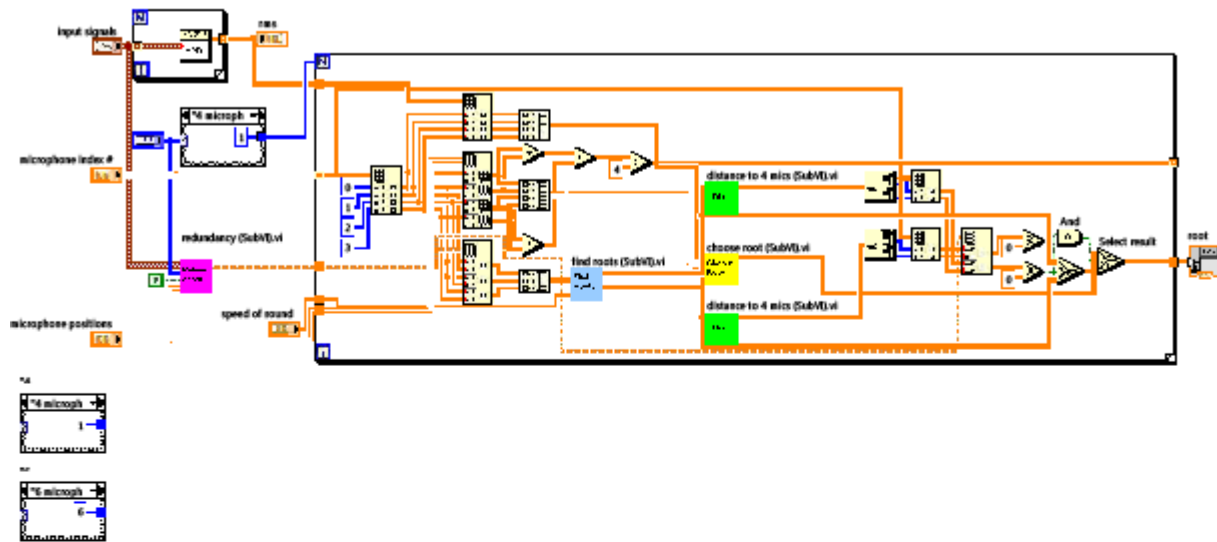 input signals
rms
N
"4 microph
1
microphone index #
0
1
2
3
4
distance to 4 mics (SubVI).vi
And
redundancy (SubVI).vi
choose root (SubVI).vi
Select result
root
find roots (SubVI).vi
0
0
speed of round
distance to 4 mics (SubVI).vi
microphone positions
"4 microph
1
"6 microph
6